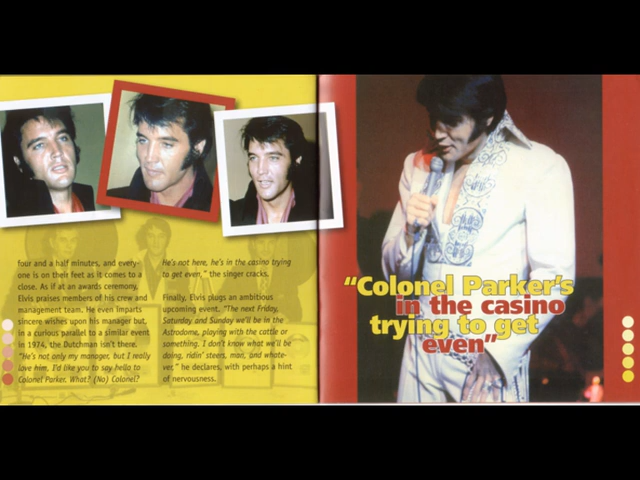 four and a half minutes, and every-
one is on their feet as it comes to a
close. As if at an awards ceremony,
Elvis praises members of his crew and
management team. He even imparts
sincere wishes upon his manager but,
in a curious parallel to a similar event
in 1974, the Dutchman isn't there.
"He's not only my manager, but I really
love him. I'd like you to say hello to
Colonel Parker. What? (No) Colonel?
He's not here, he's in the casino trying
to get even," the singer cracks.
Finally, Elvis plugs an ambitious
upcoming event. "The next Friday,
Saturday and Sunday we'll be in the
Astrodome, playing with the cattle or
something. I don't know what we'll be
doing, ridin' steers, man, and whate-
ver," he declares, with perhaps a hint
of nervousness.
"Colonel Parker's
in the casino
trying to get
even"